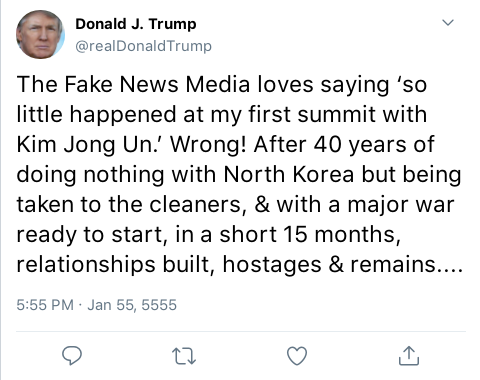 Donald J. Trump
@realDonaldTrump
The Fake News Media loves saying ‘so
little happened at my first summit with
Kim Jong Un.’ Wrong! After 40 years of
doing nothing with North Korea but being
taken to the cleaners, & with a major war
ready to start, in a short 15 months,
relationships built, hostages & remains....
5:55 PM · Jan 55, 5555